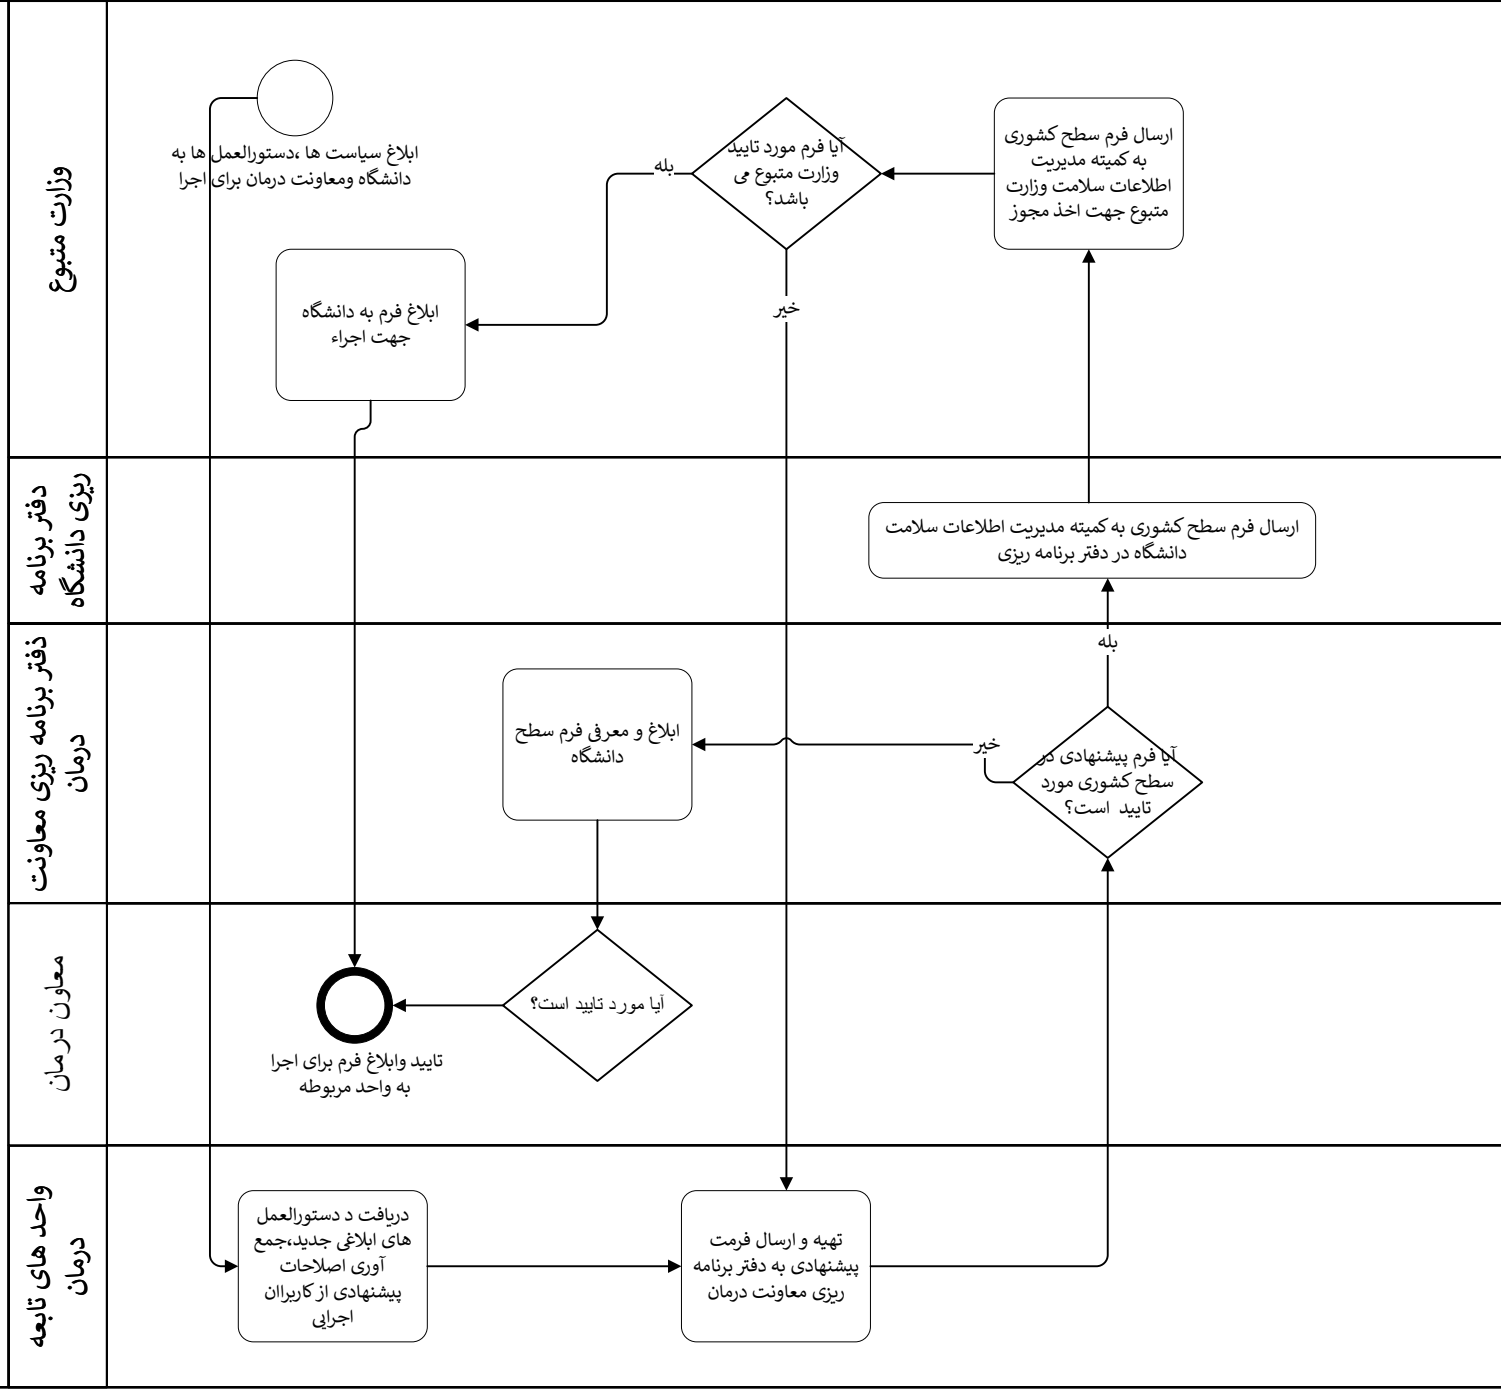 وزارت متبوع
ابلاغ سیاست ها ،دستورالعمل ها به
دانشگاه ومعاونت درمان برای اجرا
آیا فرم مورد تایید
وزارت متبوع می
باشد؟
ارسال فرم سطح کشوری
به کمیته مدیریت
اطلاعات سلامت وزارت
متبوع جهت اخذ مجوز
بله
خیر
ابلاغ فرم به دانشگاه
جهت اجراء
دفتر برنامه
ریزی دانشگاه
ارسال فرم سطح کشوری به کمیته مدیریت اطلاعات سلامت
دانشگاه در دفتر برنامه ریزی
دفتر برنامه ریزی معاونت
درمان
بله
خیر
آیا فرم پیشنهادی در
سطح کشوری مورد
تایید است؟
ابلاغ و معرفی فرم سطح
دانشگاه
معاون درمان
آیا مورد تایید است؟
تایید وابلاغ فرم برای اجرا
به واحد مربوطه
واحد های تابعه
درمان
دریافت د دستورالعمل
های ابلاغی جدید،جمع
آوری اصلاحات
پیشنهادی از کاربراان
اجرایی
تهیه و ارسال فرمت
پیشنهادی به دفتر برنامه
ریزی معاونت درمان